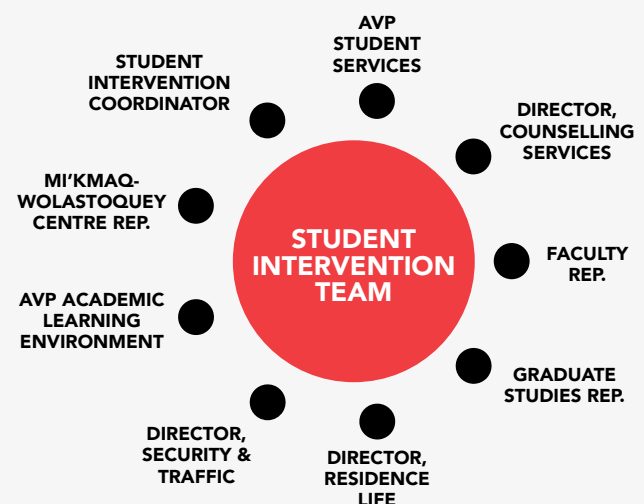 AVP
STUDENT
SERVICES
STUDENT
INTERVENTION
COORDINATOR
DIRECTOR,
COUNSELLING
SERVICES
MI'KMAQ-
WOLASTOQUEY
CENTRE REP.
STUDENT
INTERVENTION
TEAM
FACULTY
REP.
AVP ACADEMIC
LEARNING
ENVIRONMENT
GRADUATE
STUDIES REP.
DIRECTOR,
SECURITY &
TRAFFIC
DIRECTOR,
RESIDENCE
LIFE